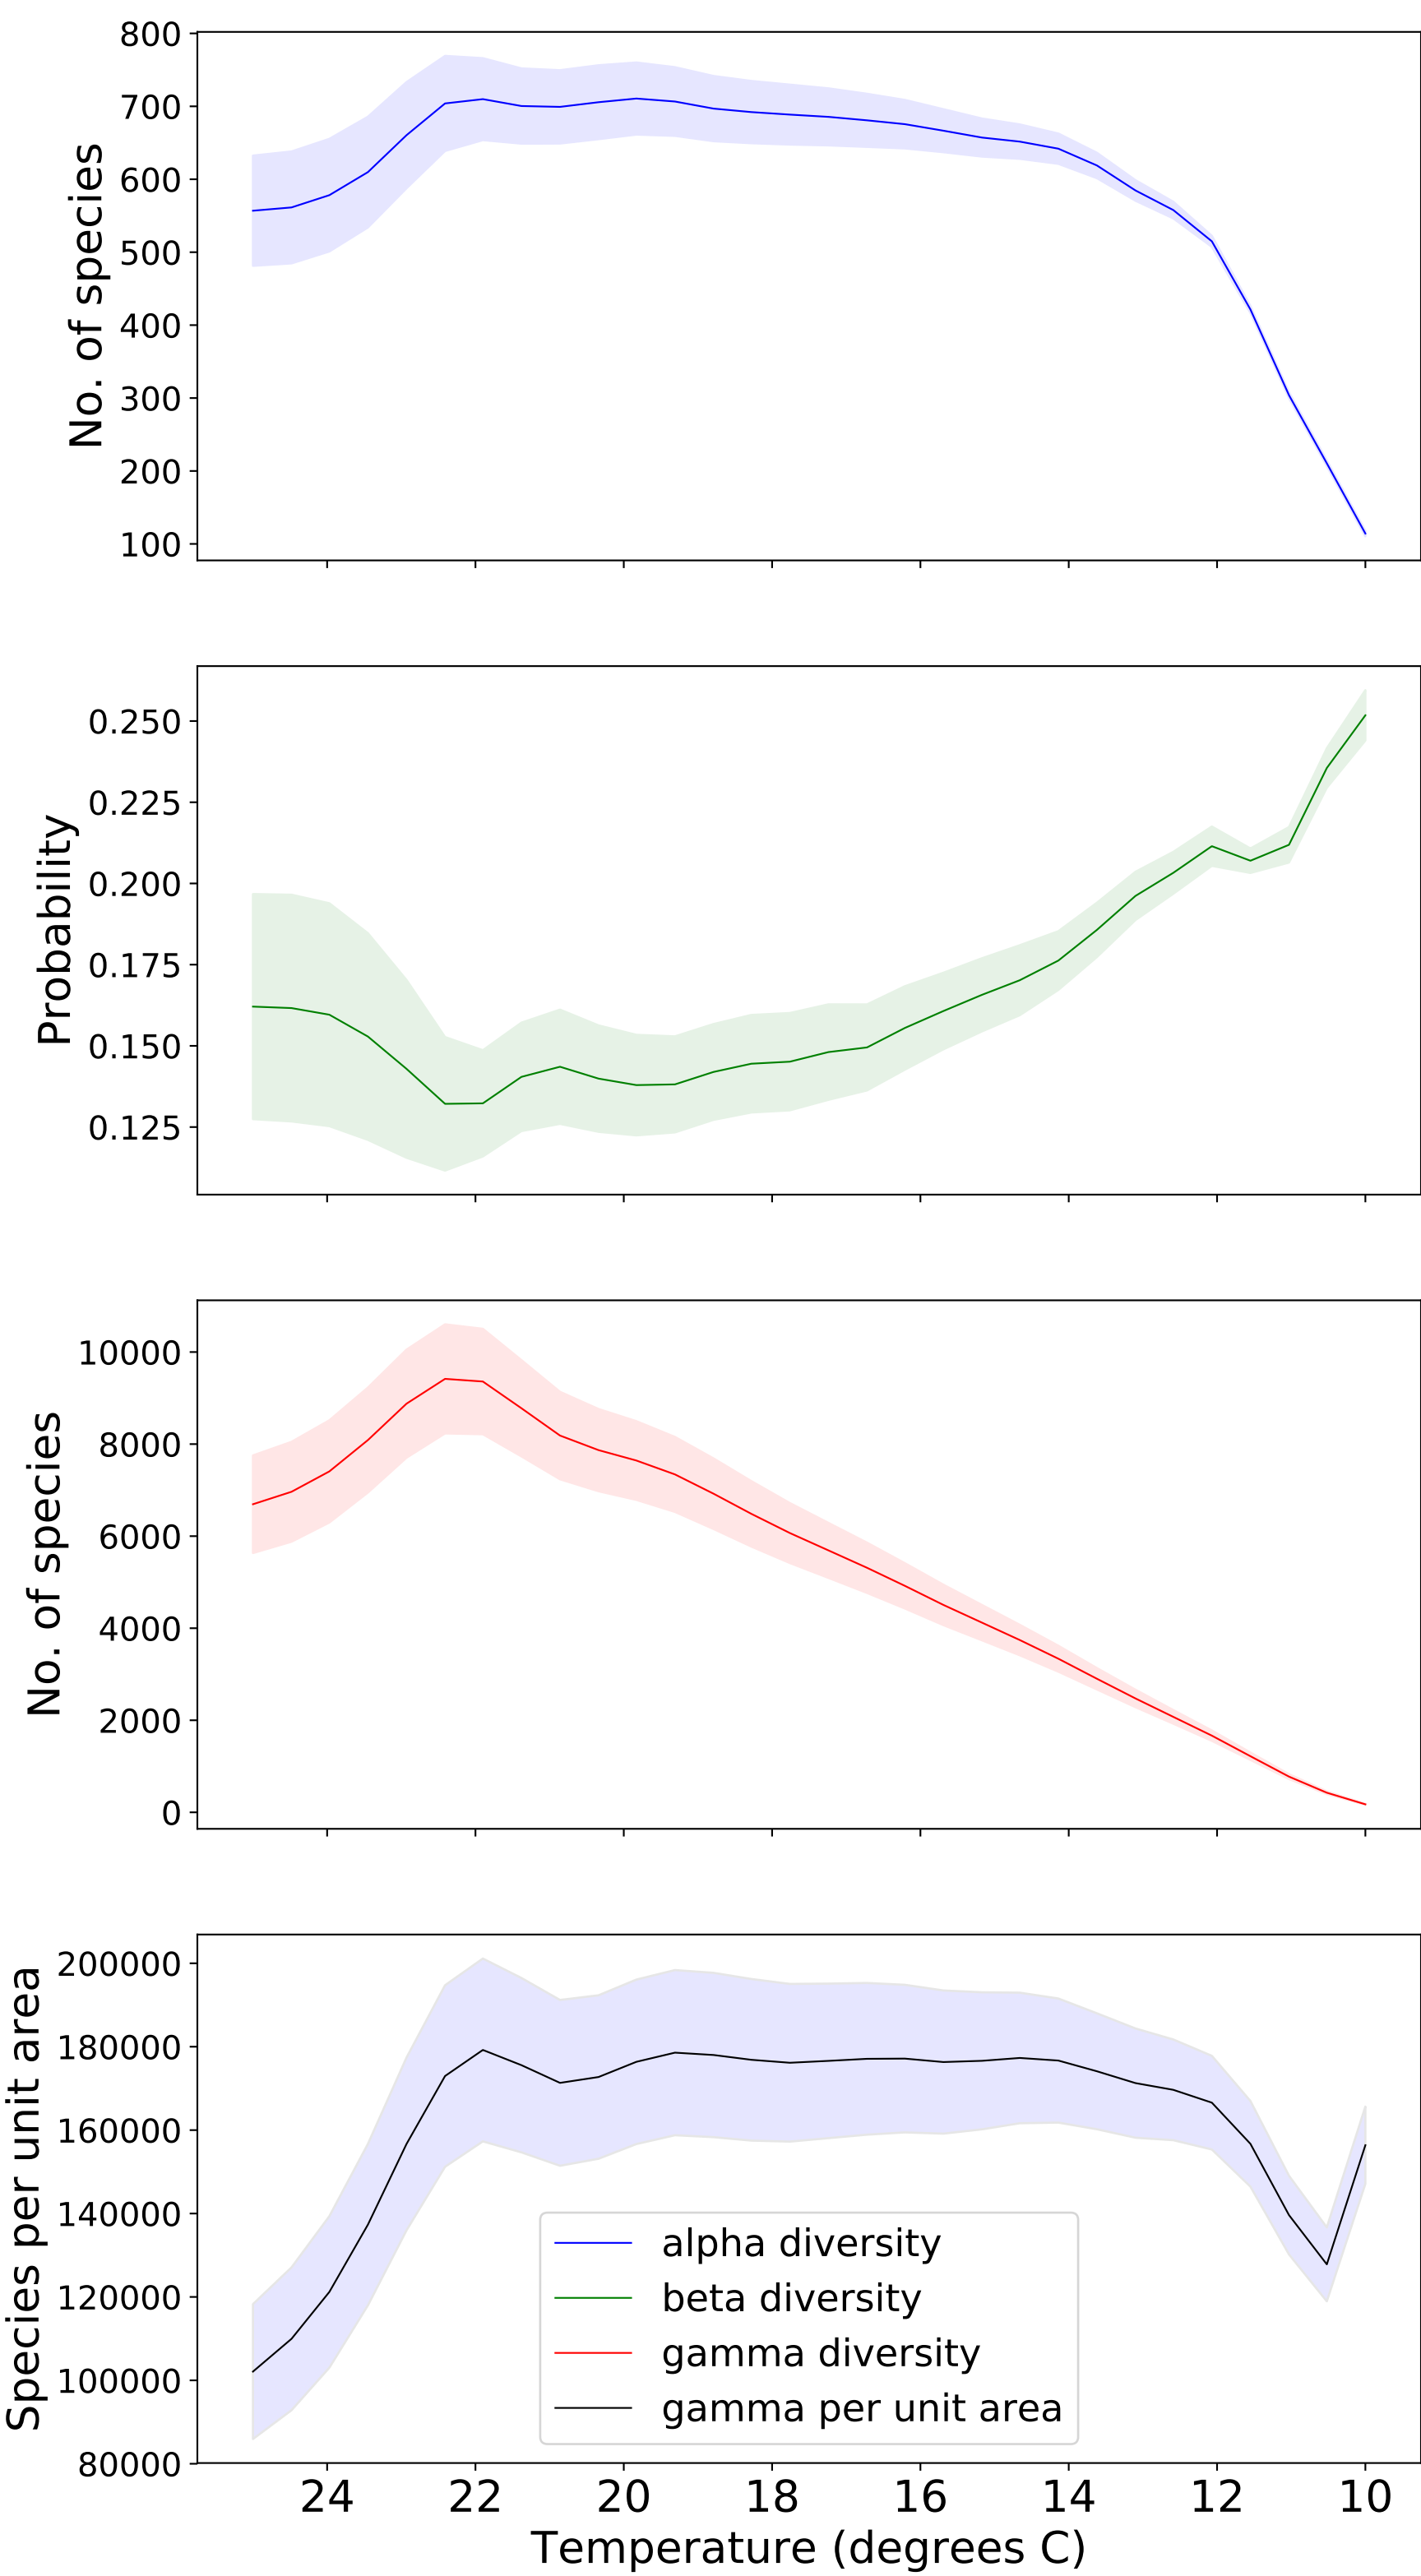 800
700
600
500
400
300
200
100
No. of species
0.250
0.225
0.200
0.175
0.150
0.125
Probability
10000
8000
6000
4000
2000
0
No. of species
200000
180000
160000
140000
120000
100000
80000
Species per unit area
alpha diversity
beta diversity
gamma diversity
gamma per unit area
24 22 20 18 16 14 12 10
Temperature (degrees C)